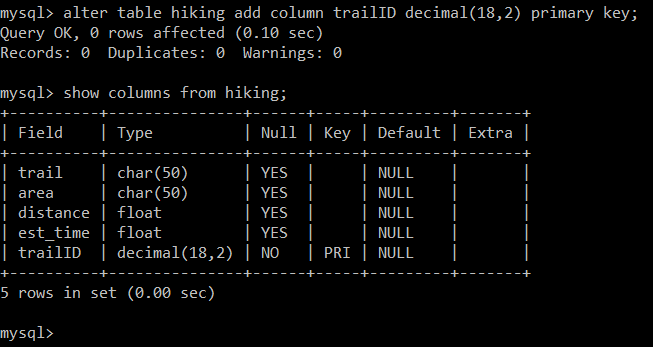 mysql> alter table hiking add column trailID decimal(18,2) primary key;
Query OK, 0 rows affected (0.10 sec)
Records: 0  Duplicates: 0  Warnings: 0

mysql> show columns from hiking;
+----------+---------------+------+-----+---------+-------+
| Field    | Type          | Null | Key | Default | Extra |
+----------+---------------+------+-----+---------+-------+
| trail    | char(50)      | YES  |     | NULL    |       |
| area     | char(50)      | YES  |     | NULL    |       |
| distance | float         | YES  |     | NULL    |       |
| est_time | float         | YES  |     | NULL    |       |
| trailID  | decimal(18,2) | NO   | PRI | NULL    |       |
+----------+---------------+------+-----+---------+-------+
5 rows in set (0.00 sec)

mysql>